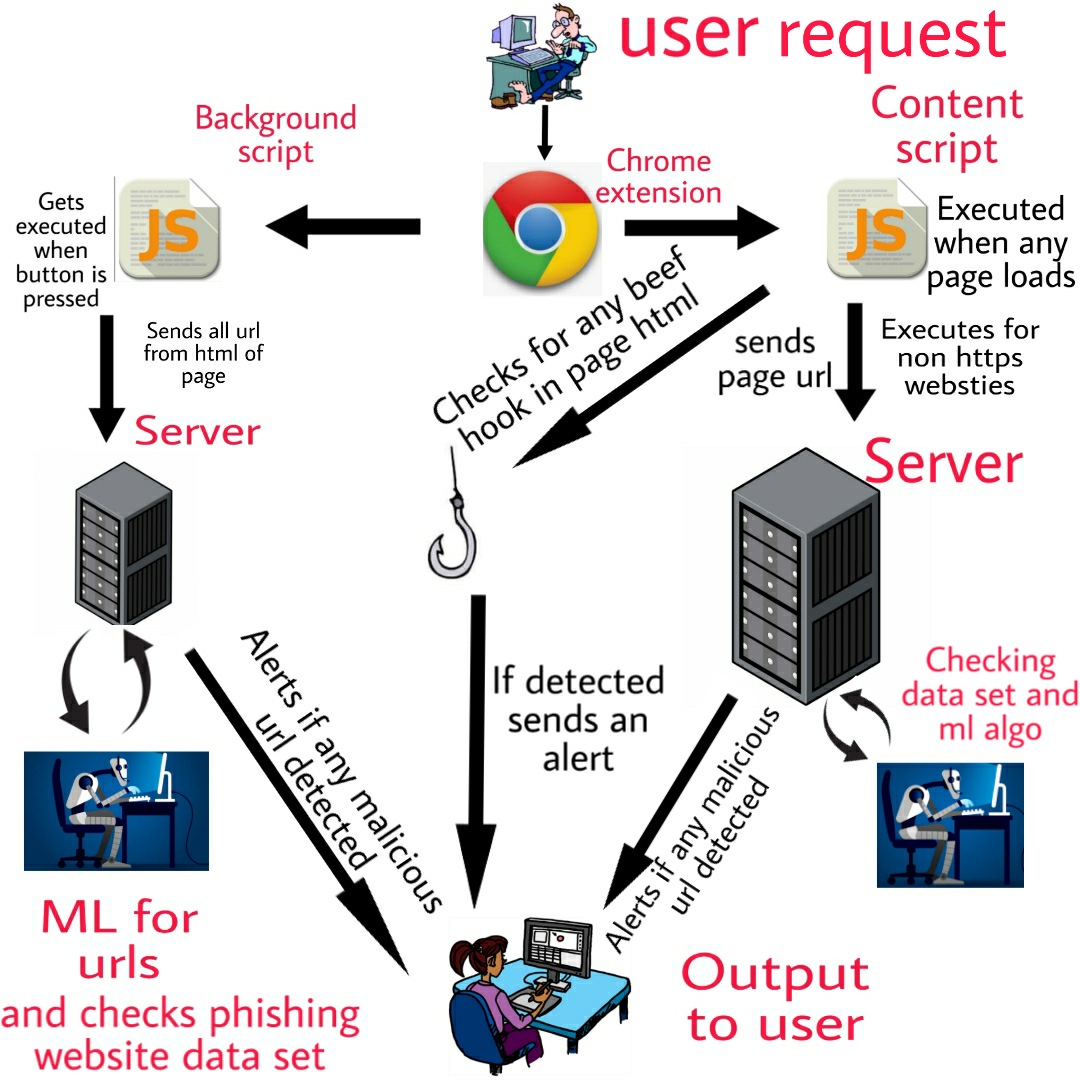 user request
Background
script
Content
script
Chrome
extension
Gets
executed
when
button is
pressed
JS
JS
Executed
when any
page loads
Sends all url
from html of
page
Checks for any beef
hook in page html
sends
page url
Executes for
non https
websties
Server
Server
Alerts if any malicious
url detected
If detected
sends an
alert
Alerts if any malicious
url detected
Checking
data set and
ml algo
ML for
urls
and checks phishing
website data set
Output
to user